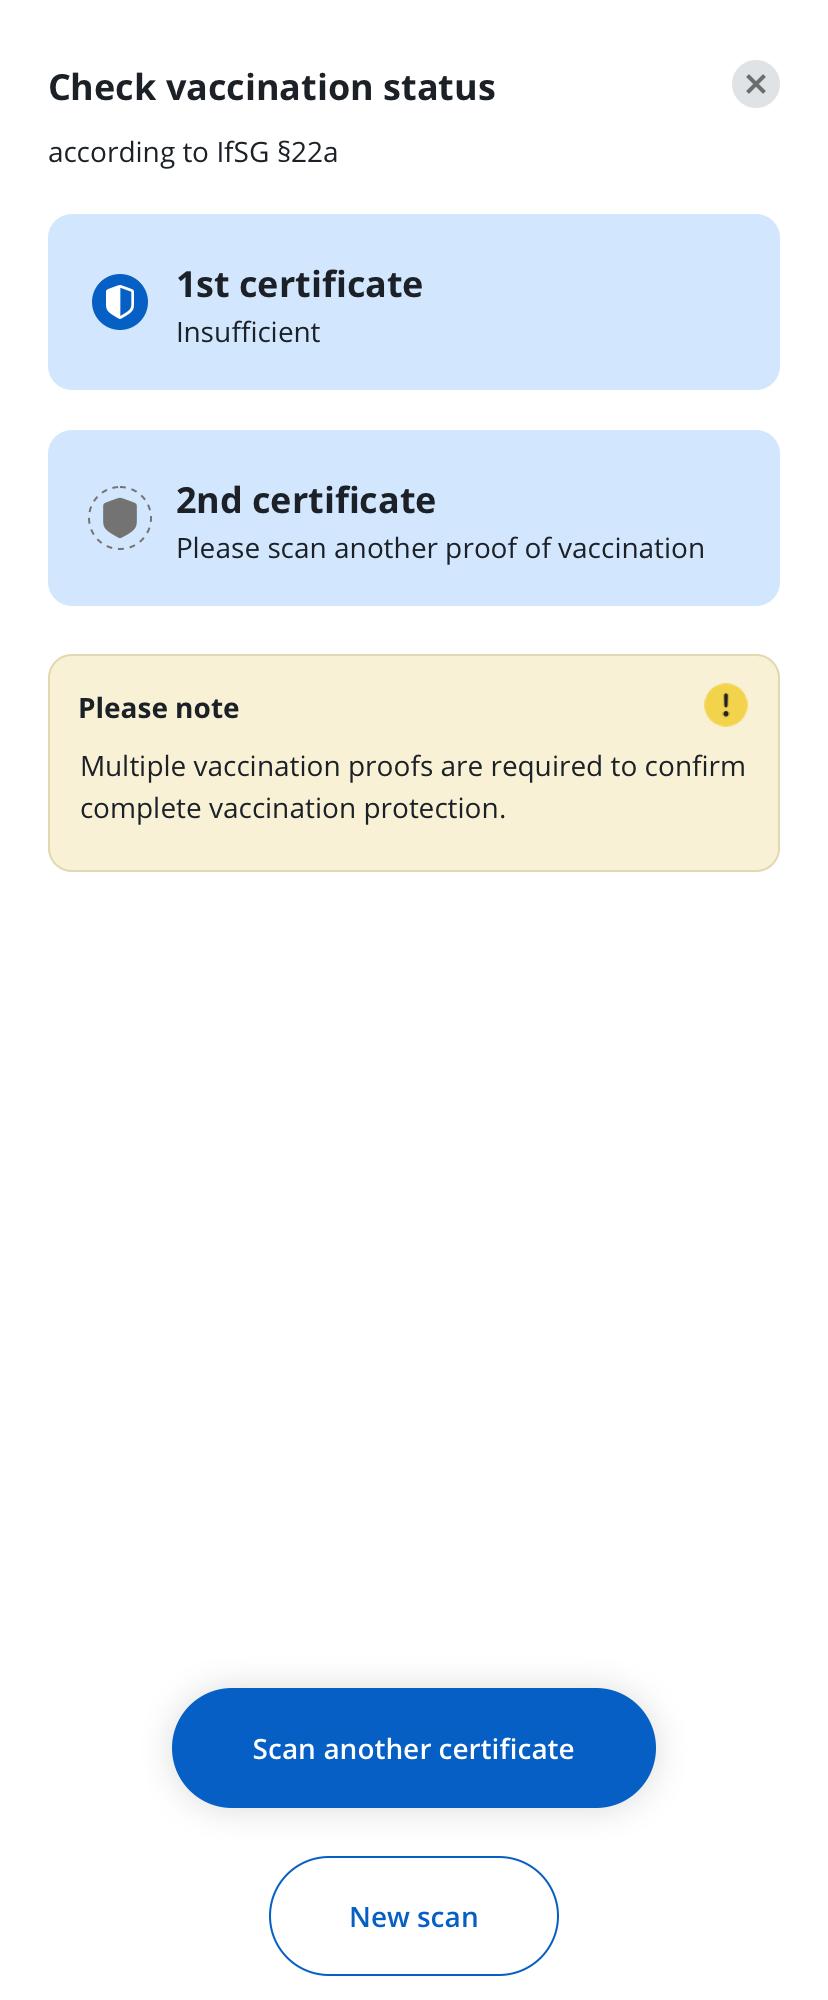 Check vaccination status
according to IfSG §22a
1st certificate
Insufficient
2nd certificate
Please scan another proof of vaccination
Please note
Multiple vaccination proofs are required to confirm
complete vaccination protection.
Scan another certificate
New scan